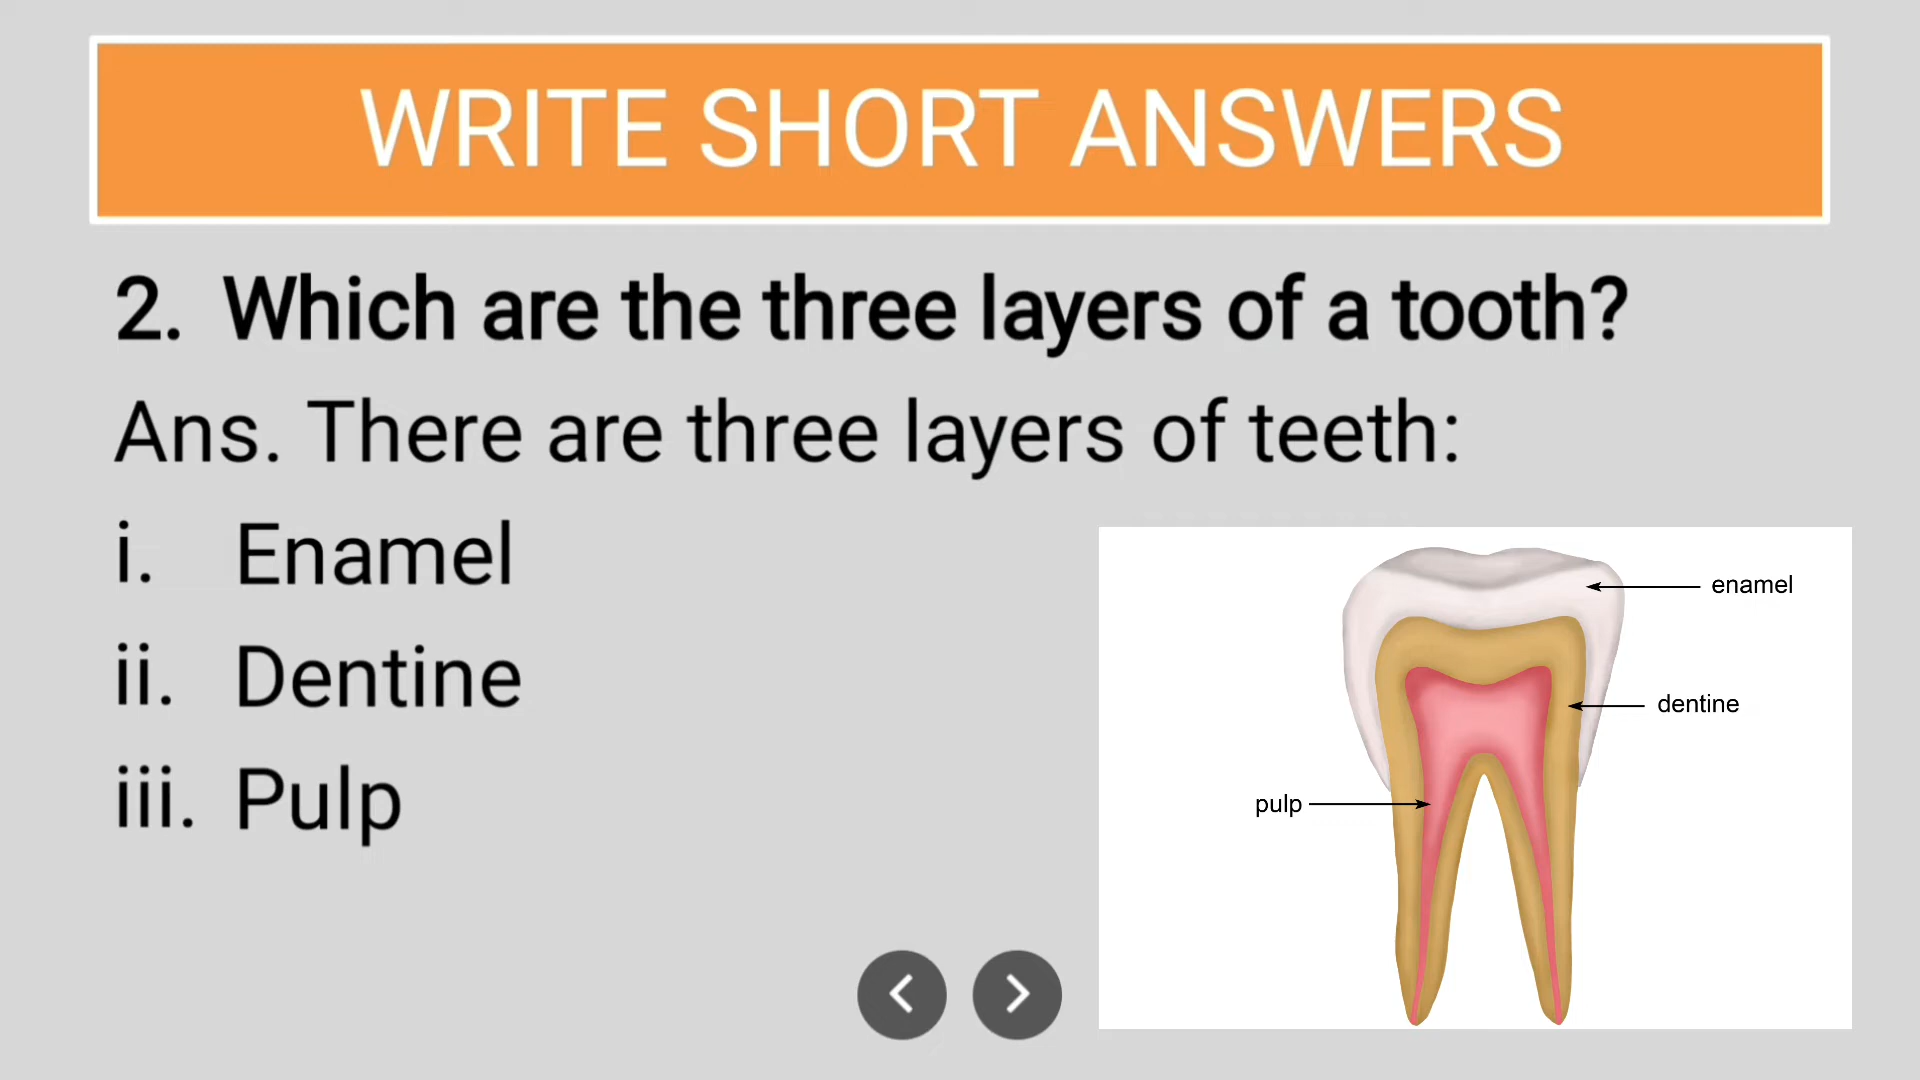 WRITE SHORT ANSWERS
2. Which are the three layers of a tooth?
Ans. There are three layers of teeth:
i. Enamel
ii. Dentine
iii. Pulp
enamel
dentine
pulp